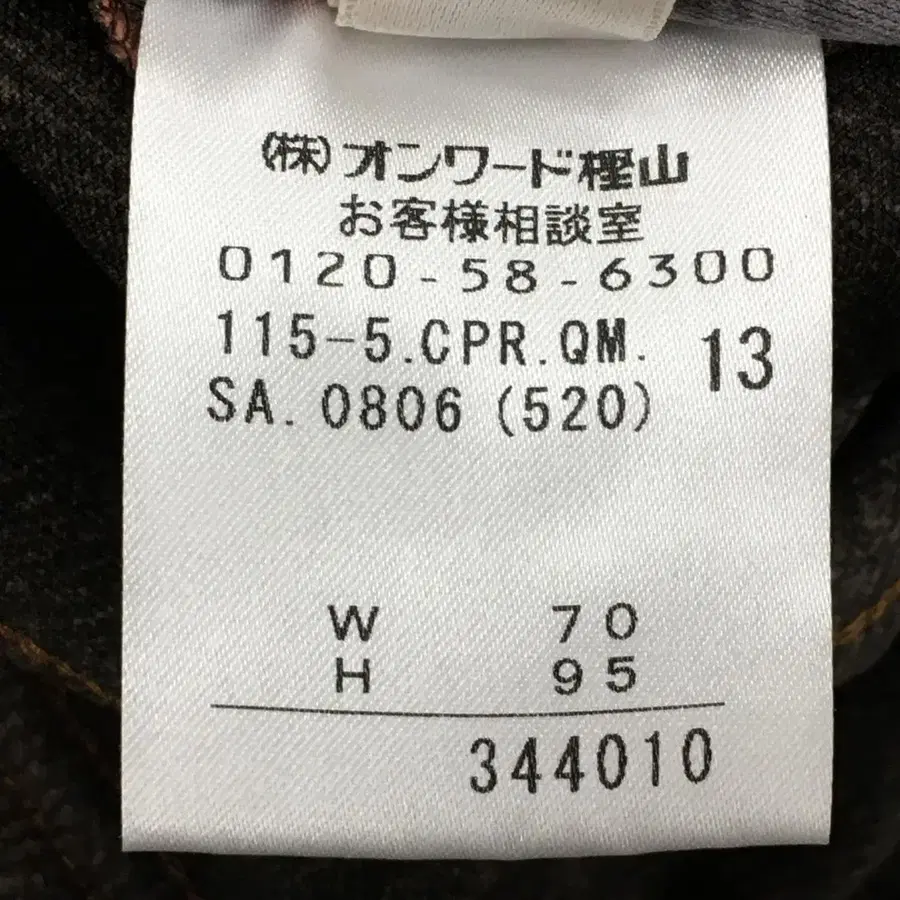 (株)オンワード樫山
お客様相談室
0120-58-6300
115-5.CPR.QM. 13
SA.0806(520)
W 70
H 95
344010